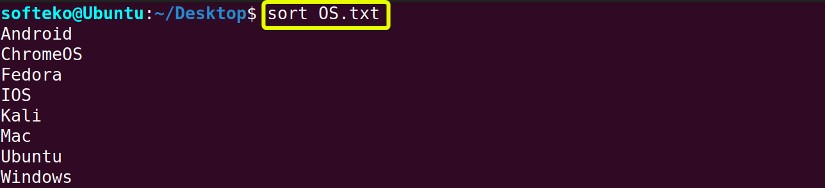 softeko@Ubuntu:~/Desktop$ sort OS.txt
Android
ChromeOS
Fedora
IOS
Kali
Mac
Ubuntu
Windows